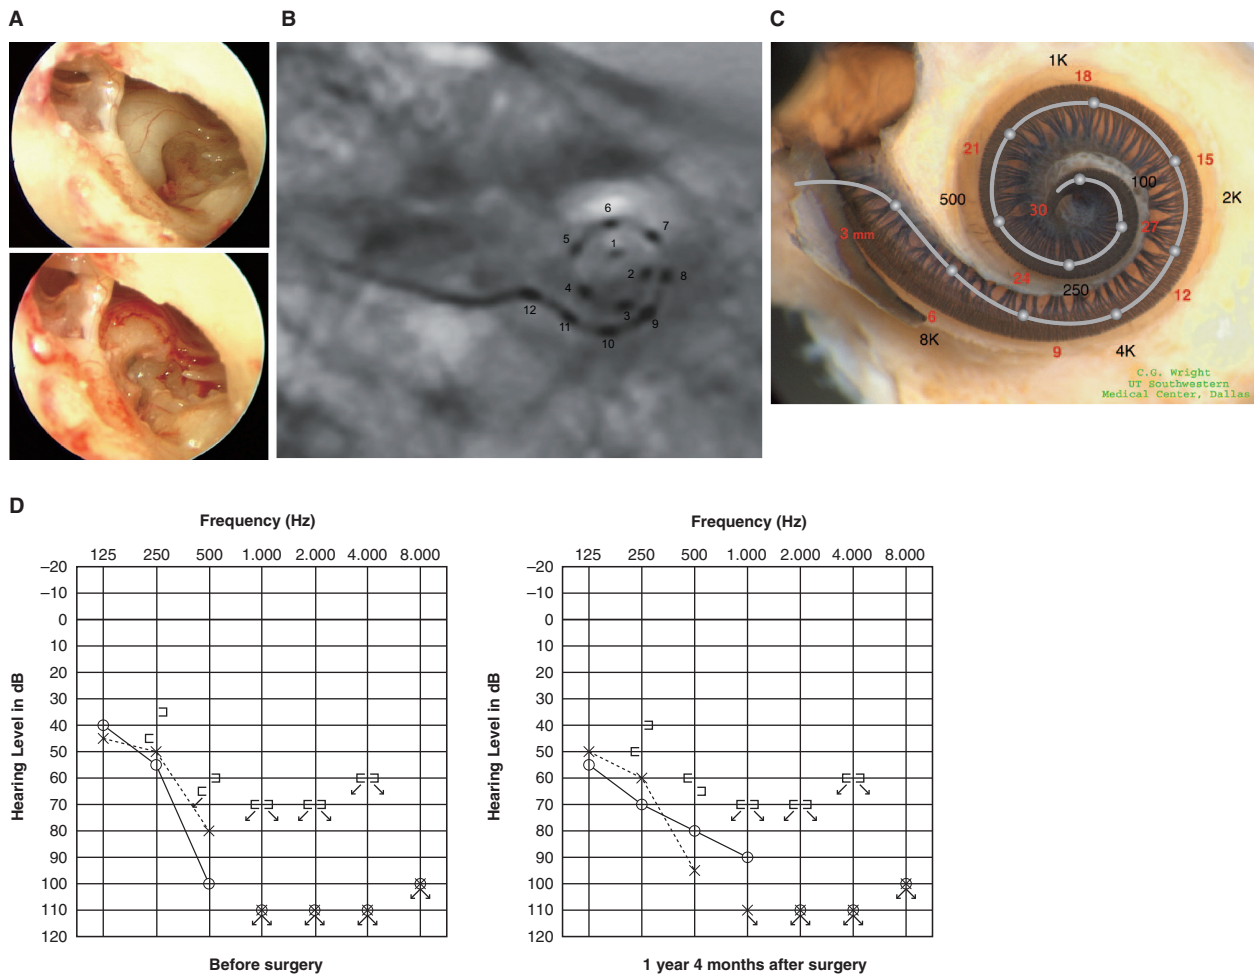 A
B
C
6
7
5
1
2
8
4
3
12
9
11
10
1K
18
21
15
100
500
2K
30
27
3 mm
24
250
12
6
8K
9
4K
C.G. Wright
UT Southwestern
Medical Center, Dallas
D
Frequency (Hz)
125 250 500 1.000 2.000 4.000 8.000
Hearing Level in dB
–20
–10
0
10
20
30
40
50
60
70
80
90
100
110
120
Before surgery
Frequency (Hz)
125 250 500 1.000 2.000 4.000 8.000
Hearing Level in dB
–20
–10
0
10
20
30
40
50
60
70
80
90
100
110
120
1 year 4 months after surgery